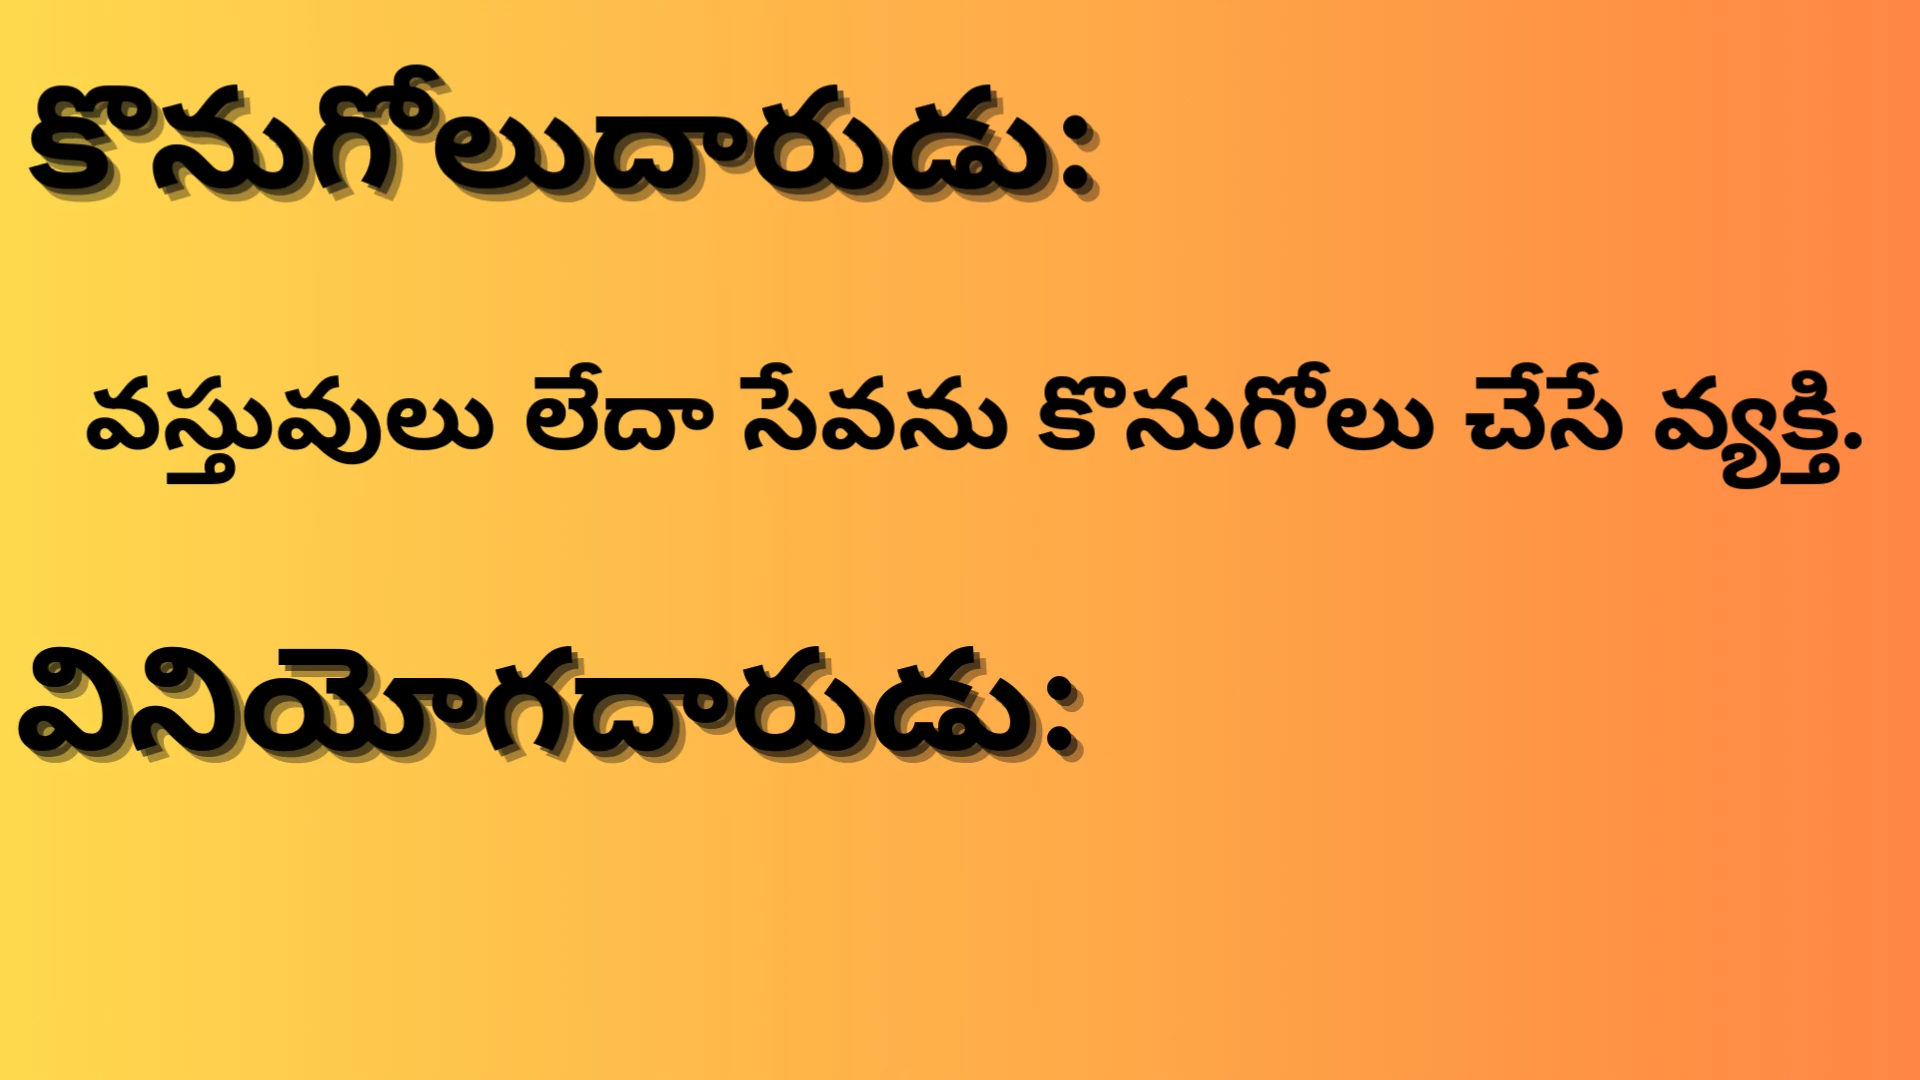 కొనుగోలుదారుడు:
వస్తువులు లేదా సేవను కొనుగోలు చేసే వ్యక్తి.
వినియోగదారుడు: